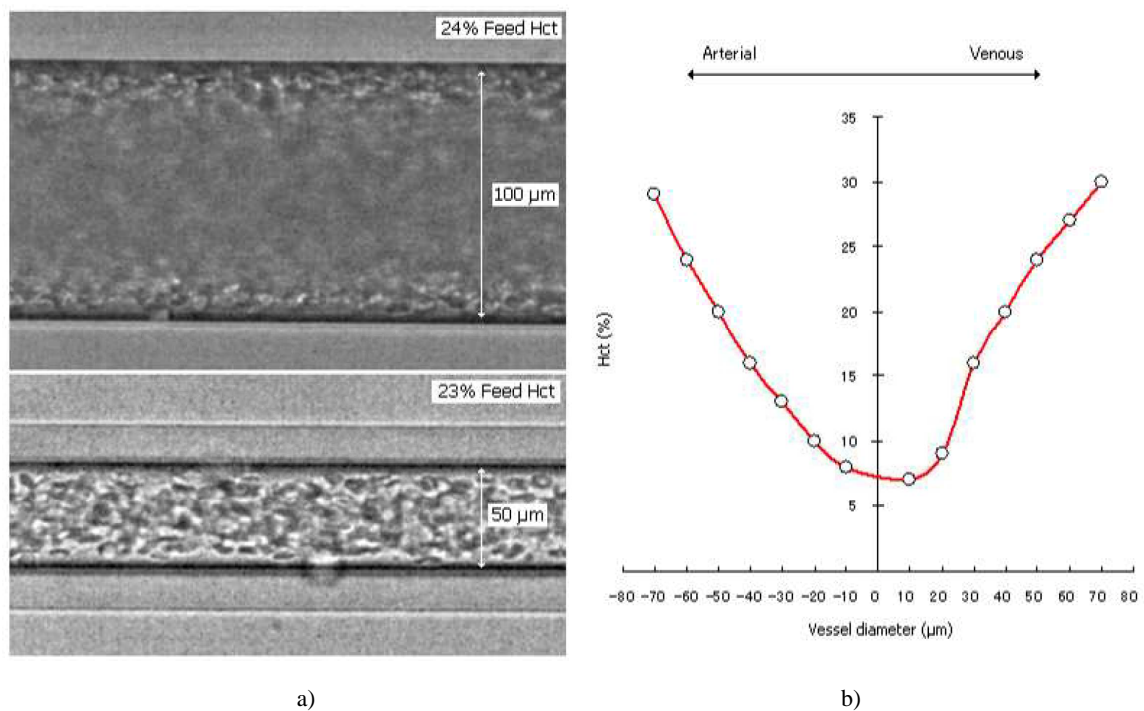 24% Feed Hct
100 µm
23% Feed Hct
50 µm
a)
Arterial Venous
35
30
25
20
15
10
5
Hct (%)
-80 -70 -60 -50 -40 -30 -20 -10 0 10 20 30 40 50 60 70 80
Vessel diameter (µm)
b)